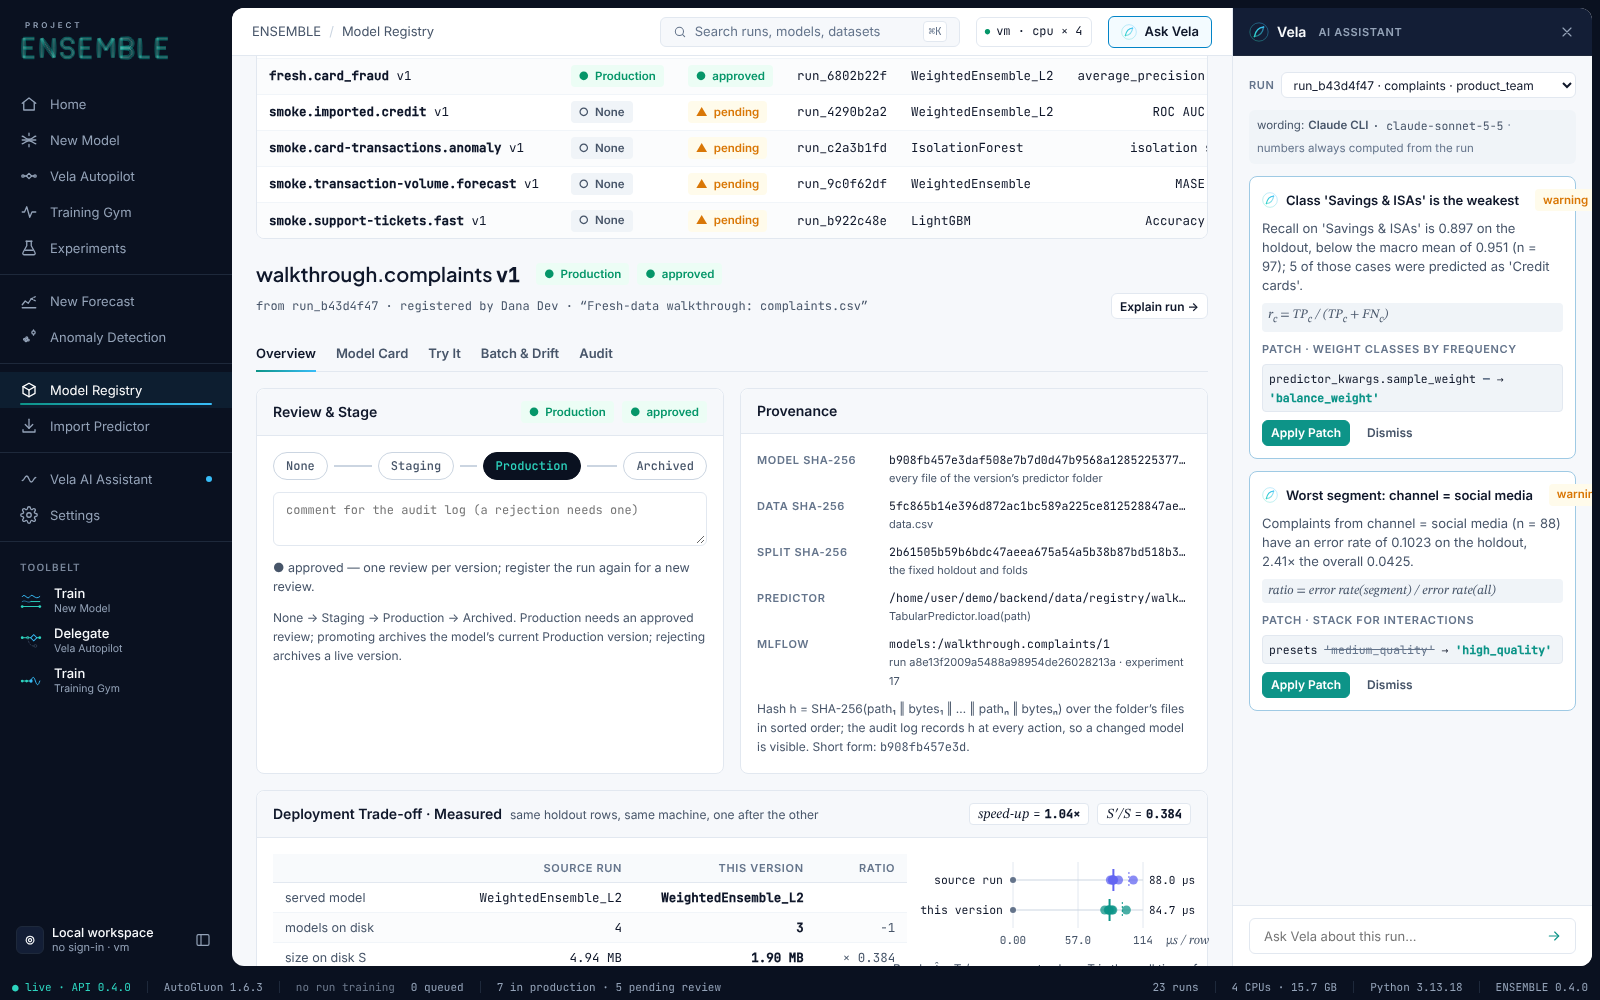 PROJECT
ENSEMBLE
Home
New Model
Vela Autopilot
Training Gym
Experiments
New Forecast
Anomaly Detection
Model Registry
Import Predictor
Vela AI Assistant
Settings
TOOLBELT
Train
New Model
Delegate
Vela Autopilot
Train
Training Gym
Local workspace
no sign-in · vm
ENSEMBLE / Model Registry
Search runs, models, datasets ⌘K
vm · cpu × 4
Ask Vela
fresh.card_fraud v1 Production approved run_6802b22f WeightedEnsemble_L2 average_precision
smoke.imported.credit v1 None pending run_4290b2a2 WeightedEnsemble_L2 ROC AUC
smoke.card-transactions.anomaly v1 None pending run_c2a3b1fd IsolationForest isolation
smoke.transaction-volume.forecast v1 None pending run_9c0f62df WeightedEnsemble MASE
smoke.support-tickets.fast v1 None pending run_b922c48e LightGBM Accuracy
walkthrough.complaints v1 Production approved
from run_b43d4f47 · registered by Dana Dev · “Fresh-data walkthrough: complaints.csv”
Explain run →
Overview Model Card Try It Batch & Drift Audit
Review & Stage Production approved
None Staging Production Archived
comment for the audit log (a rejection needs one)
approved — one review per version; register the run again for a new
review.
None → Staging → Production → Archived. Production needs an approved
review; promoting archives the model’s current Production version; rejecting
archives a live version.
Provenance
MODEL SHA-256 b908fb457e3daf508e7b7d0d47b9568a1285225377…
every file of the version’s predictor folder
DATA SHA-256 5fc865b14e396d872ac1bc589a225ce812528847ae…
data.csv
SPLIT SHA-256 2b61505b59b6bdc47aeea675a54a5b38b87bd518b3…
the fixed holdout and folds
PREDICTOR /home/user/demo/backend/data/registry/walk…
TabularPredictor.load(path)
MLFLOW models:/walkthrough.complaints/1
run a8e13f2009a5488a98954de26028213a · experiment
17
Hash h = SHA-256(path₁ ‖ bytes₁ ‖ … ‖ pathₙ ‖ bytesₙ) over the folder’s files
in sorted order; the audit log records h at every action, so a changed model
is visible. Short form: b908fb457e3d.
Deployment Trade-off · Measured same holdout rows, same machine, one after the other
speed-up = 1.04×
S′/S = 0.384
SOURCE RUN THIS VERSION RATIO
served model WeightedEnsemble_L2 WeightedEnsemble_L2
models on disk 4 3 -1
size on disk S 4.94 MB 1.90 MB × 0.384
source run 88.0 µs
this version 84.7 µs
0.00 57.0 114 µs / row
Vela AI ASSISTANT
RUN run_b43d4f47 · complaints · product_team
wording: Claude CLI · claude-sonnet-5-5 ·
numbers always computed from the run
Class 'Savings & ISAs' is the weakest warning
Recall on 'Savings & ISAs' is 0.897 on the
holdout, below the macro mean of 0.951 (n =
97); 5 of those cases were predicted as 'Credit
cards'.
r_c = TP_c / (TP_c + FN_c)
PATCH · WEIGHT CLASSES BY FREQUENCY
predictor_kwargs.sample_weight — →
'balance_weight'
Apply Patch Dismiss
Worst segment: channel = social media warnin
Complaints from channel = social media (n = 88)
have an error rate of 0.1023 on the holdout,
2.41× the overall 0.0425.
ratio = error rate(segment) / error rate(all)
PATCH · STACK FOR INTERACTIONS
presets 'medium_quality' → 'high_quality'
Apply Patch Dismiss
Ask Vela about this run...
live · API 0.4.0 AutoGluon 1.6.3 no run training 0 queued 7 in production · 5 pending review 23 runs 4 CPUs · 15.7 GB Python 3.13.18 ENSEMBLE 0.4.0